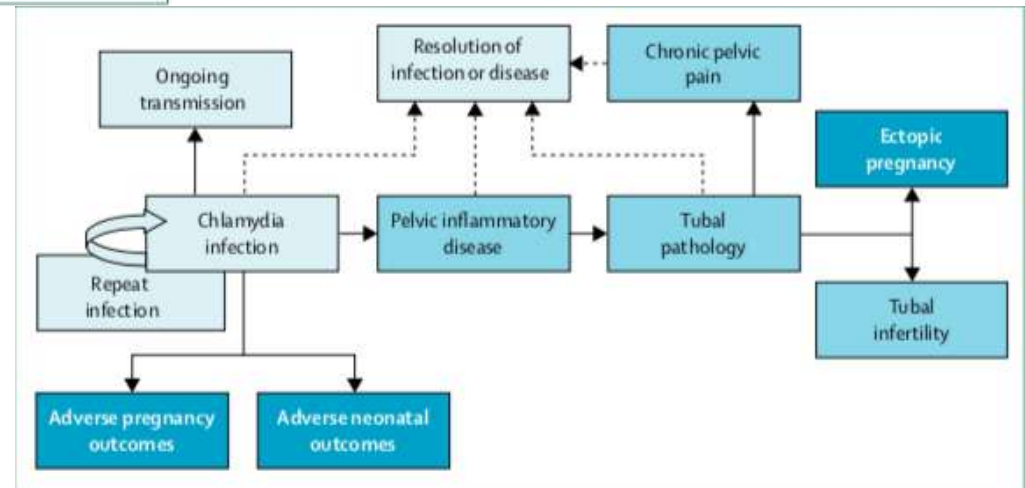 Ongoing
transmission
Resolution of
infection or disease
Chronic pelvic
pain
Ectopic
pregnancy
Chlamydia
infection
Pelvic inflammatory
disease
Tubal
pathology
Repeat
infection
Tubal
infertility
Adverse pregnancy
outcomes
Adverse neonatal
outcomes